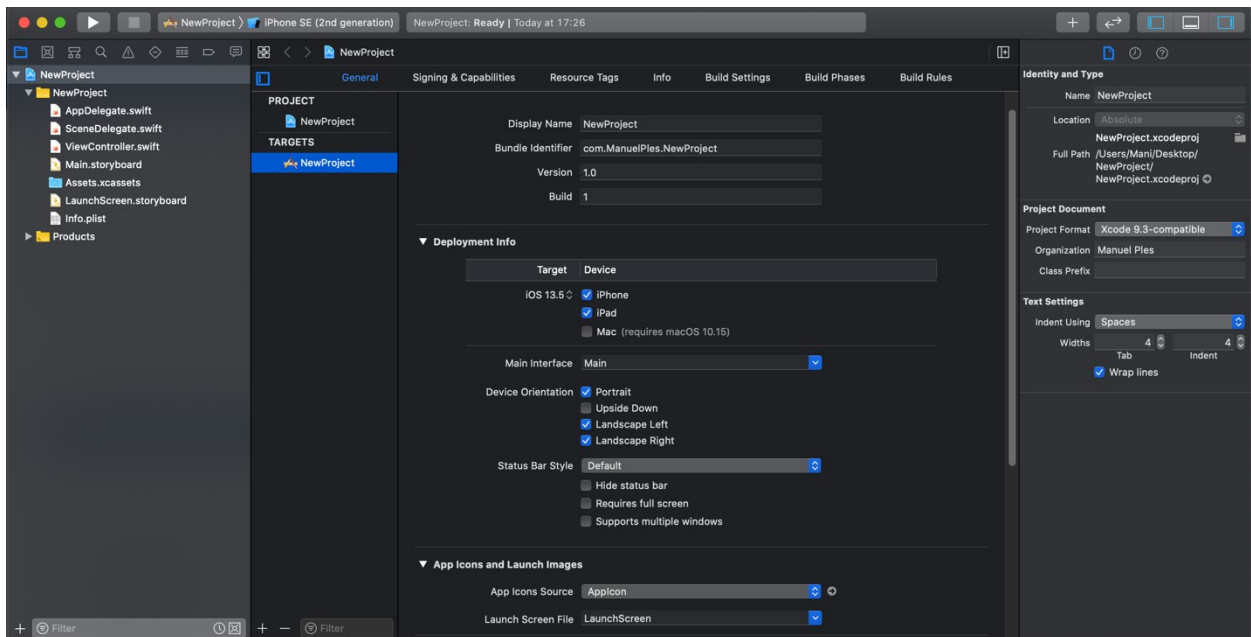 NewProject
iPhone SE (2nd generation)
NewProject: Ready | Today at 17:26
NewProject
NewProject
AppDelegate.swift
SceneDelegate.swift
ViewController.swift
Main.storyboard
Assets.xcassets
LaunchScreen.storyboard
Info.plist
Products
Filter
NewProject
General
Signing & Capabilities
Resource Tags
Info
Build Settings
Build Phases
Build Rules
PROJECT
NewProject
TARGETS
NewProject
Filter
Display Name NewProject
Bundle Identifier com.ManuelPles.NewProject
Version 1.0
Build 1
Deployment Info
Target Device
iOS 13.5 iPhone
iPad
Mac (requires macOS 10.15)
Main Interface Main
Device Orientation Portrait
Upside Down
Landscape Left
Landscape Right
Status Bar Style Default
Hide status bar
Requires full screen
Supports multiple windows
App Icons and Launch Images
App Icons Source AppIcon
Launch Screen File LaunchScreen
Identity and Type
Name NewProject
Location Absolute
NewProject.xcodeproj
Full Path /Users/Mani/Desktop/
NewProject/
NewProject.xcodeproj
Project Document
Project Format Xcode 9.3-compatible
Organization Manuel Ples
Class Prefix
Text Settings
Indent Using Spaces
Widths 4 4
Tab Indent
Wrap lines